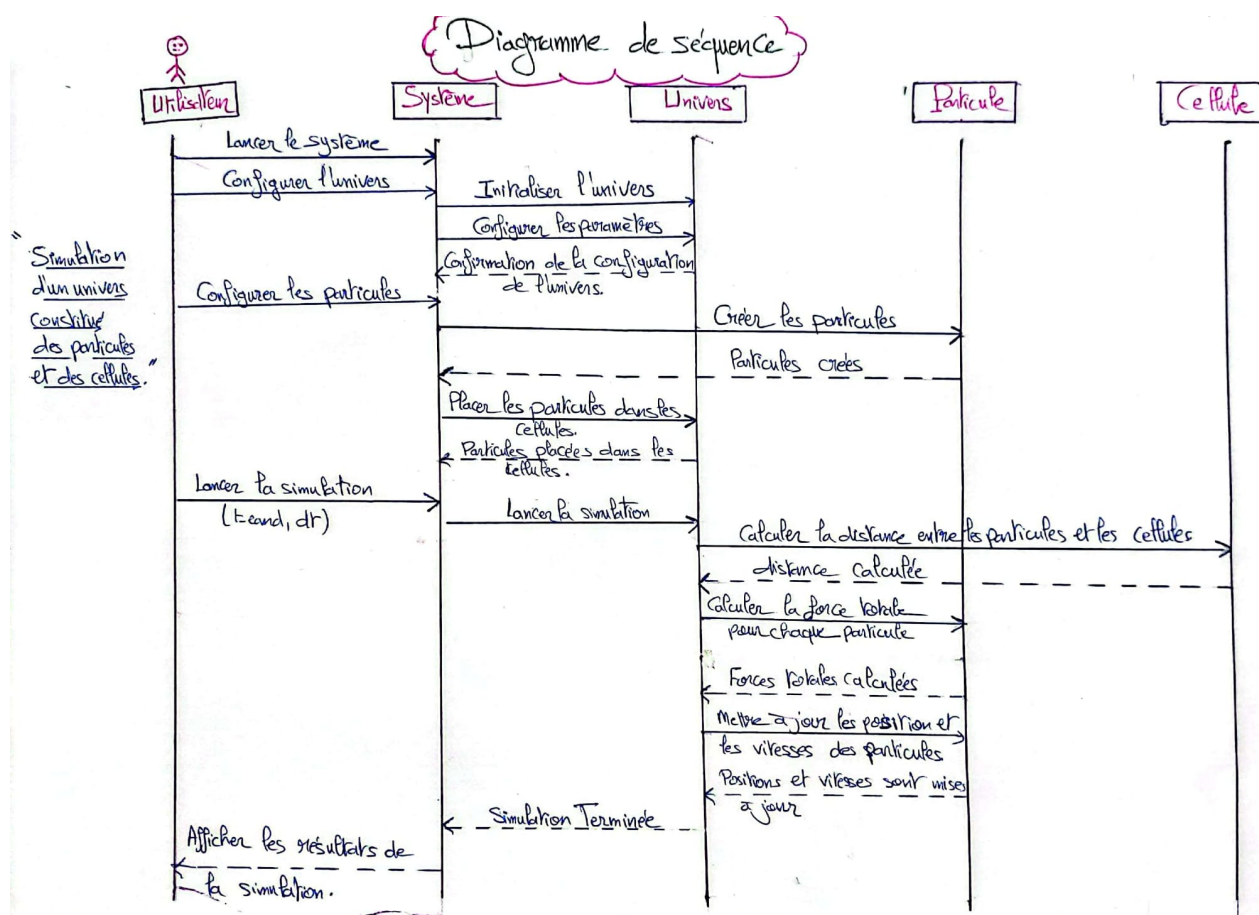 Diagramme de séquence
Utilisateur
Système
Univers
Particule
Cellule
Lancer le système
Configurer l'univers
Initialiser l'univers
Configurer les paramètres
Confirmation de la configuration
de l'univers.
"Simulation
d'un univers
constitué
des particules
et des cellules."
Configurer les particules
Créer les particules
Particules créés
Placer les particules dans les
cellules.
Particules placées dans les
cellules.
Lancer la simulation
Lancer la simulation
Calculer la distance entre les particules et les cellules
distance calculée
Calculer la force totale
pour chaque particule
Forces totales calculées
Mettre à jour les position et
les vitesses des particules
Positions et vitesses sont mises
à jour
Simulation Terminée
Afficher les résultats de
la simulation.